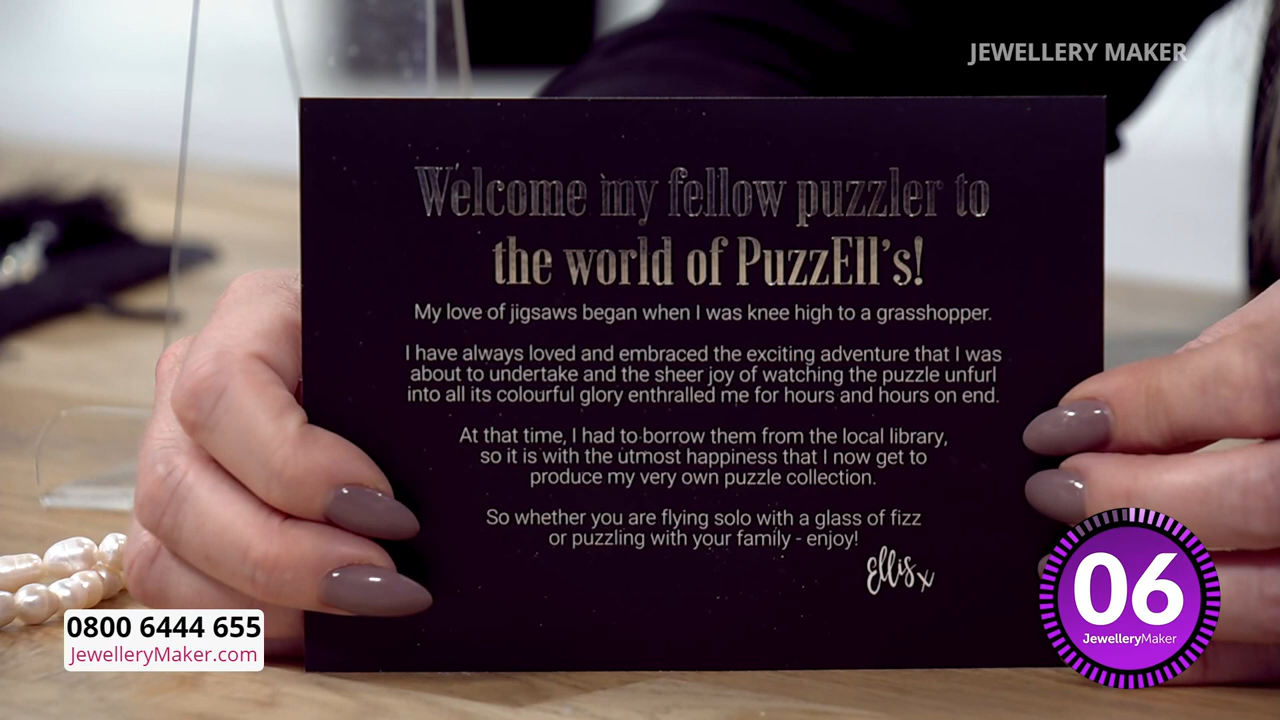 JEWELLERY MAKER
Welcome my fellow puzzler to
the world of PuzzEll's!
My love of jigsaws began when I was knee high to a grasshopper.
I have always loved and embraced the exciting adventure that I was
about to undertake and the sheer joy of watching the puzzle unfurl
into all its colourful glory enthralled me for hours and hours on end.
At that time, I had to borrow them from the local library,
so it is with the utmost happiness that I now get to
produce my very own puzzle collection.
So whether you are flying solo with a glass of fizz
or puzzling with your family - enjoy!
Ellis x
0800 6444 655
JewelleryMaker.com
06
JewelleryMaker